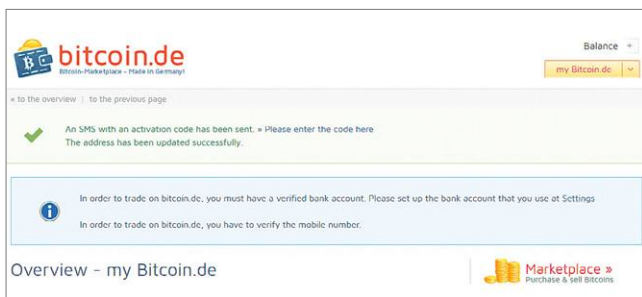 bitcoin.de
Bitcoin-Marketplace - Made in Germany!
Balance +
my Bitcoin.de
« to the overview | to the previous page
An SMS with an activation code has been sent. » Please enter the code here
The address has been updated successfully.
In order to trade on bitcoin.de, you must have a verified bank account. Please set up the bank account that you use at Settings
In order to trade on bitcoin.de, you have to verify the mobile number.
Overview - my Bitcoin.de
Marketplace »
Purchase & sell Bitcoins